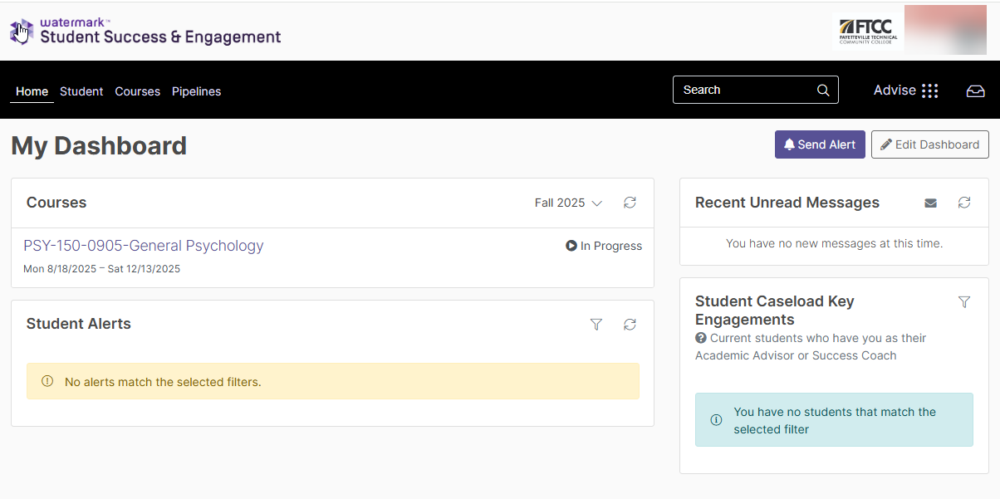 watermark™
Student Success & Engagement
FTCC
FAYETTEVILLE TECHNICAL
COMMUNITY COLLEGE
Home Student Courses Pipelines
Search
Advise
My Dashboard
Send Alert
Edit Dashboard
Courses
Fall 2025
PSY-150-0905-General Psychology
In Progress
Mon 8/18/2025 – Sat 12/13/2025
Student Alerts
No alerts match the selected filters.
Recent Unread Messages
You have no new messages at this time.
Student Caseload Key
Engagements
Current students who have you as their
Academic Advisor or Success Coach
You have no students that match the
selected filter